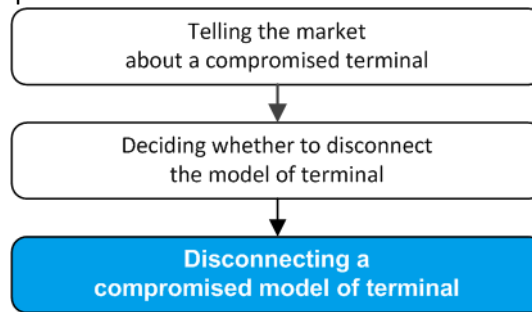 Telling the market
about a compromised terminal
Deciding whether to disconnect
the model of terminal
Disconnecting a
compromised model of terminal